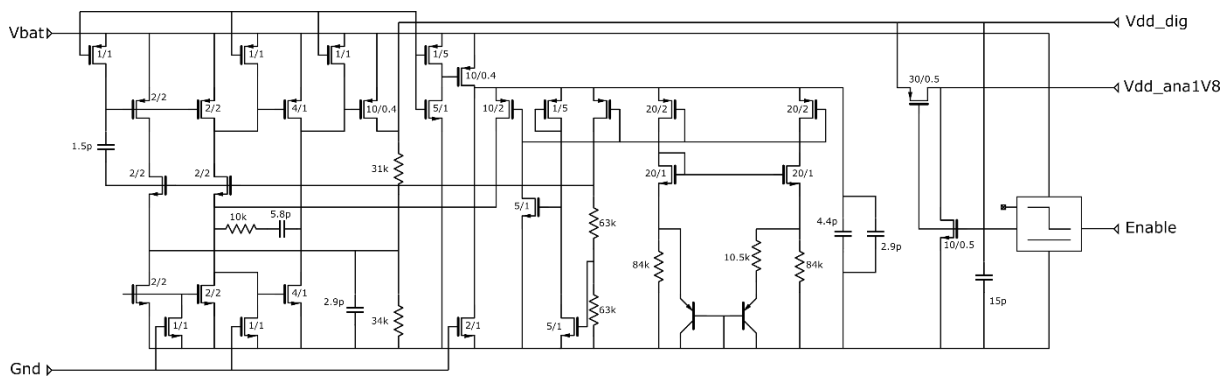 Vdd_dig
Vbat
1/1 1/1 1/1 1/5
10/0.4
30/0.5
Vdd_ana1V8
2/2 2/2 4/1 10/0.4 5/1 10/2 1/5 20/2 20/2
1.5p
31k
2/2 2/2 20/1 20/1
10k 5.8p 5/1 63k 4.4p 2.9p
Enable
10/0.5
84k 10.5k 84k
2/2 2/2 4/1 2.9p 34k 63k 15p
1/1 1/1 2/1 5/1
Gnd